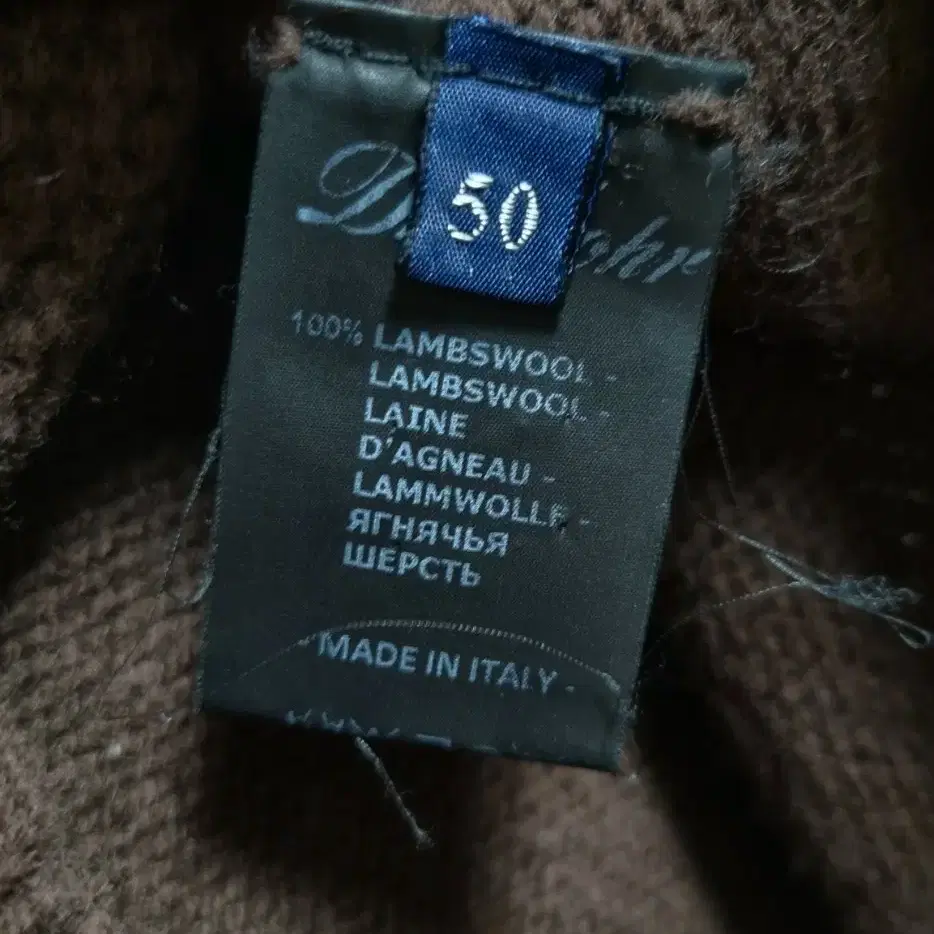 50
100% LAMBSWOOL -
LAMBSWOOL -
LAINE
D'AGNEAU -
LAMMWOLLE -
ЯГНЯЧЬЯ
ШЕРСТЬ
- MADE IN ITALY -